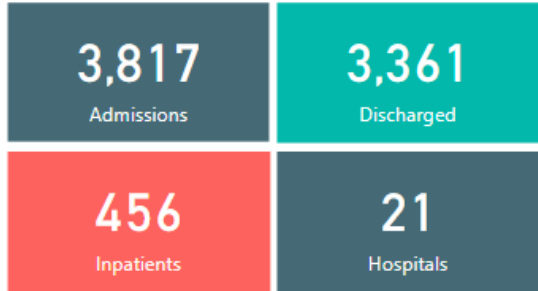 3,817
Admissions
3,361
Discharged
456
Inpatients
21
Hospitals